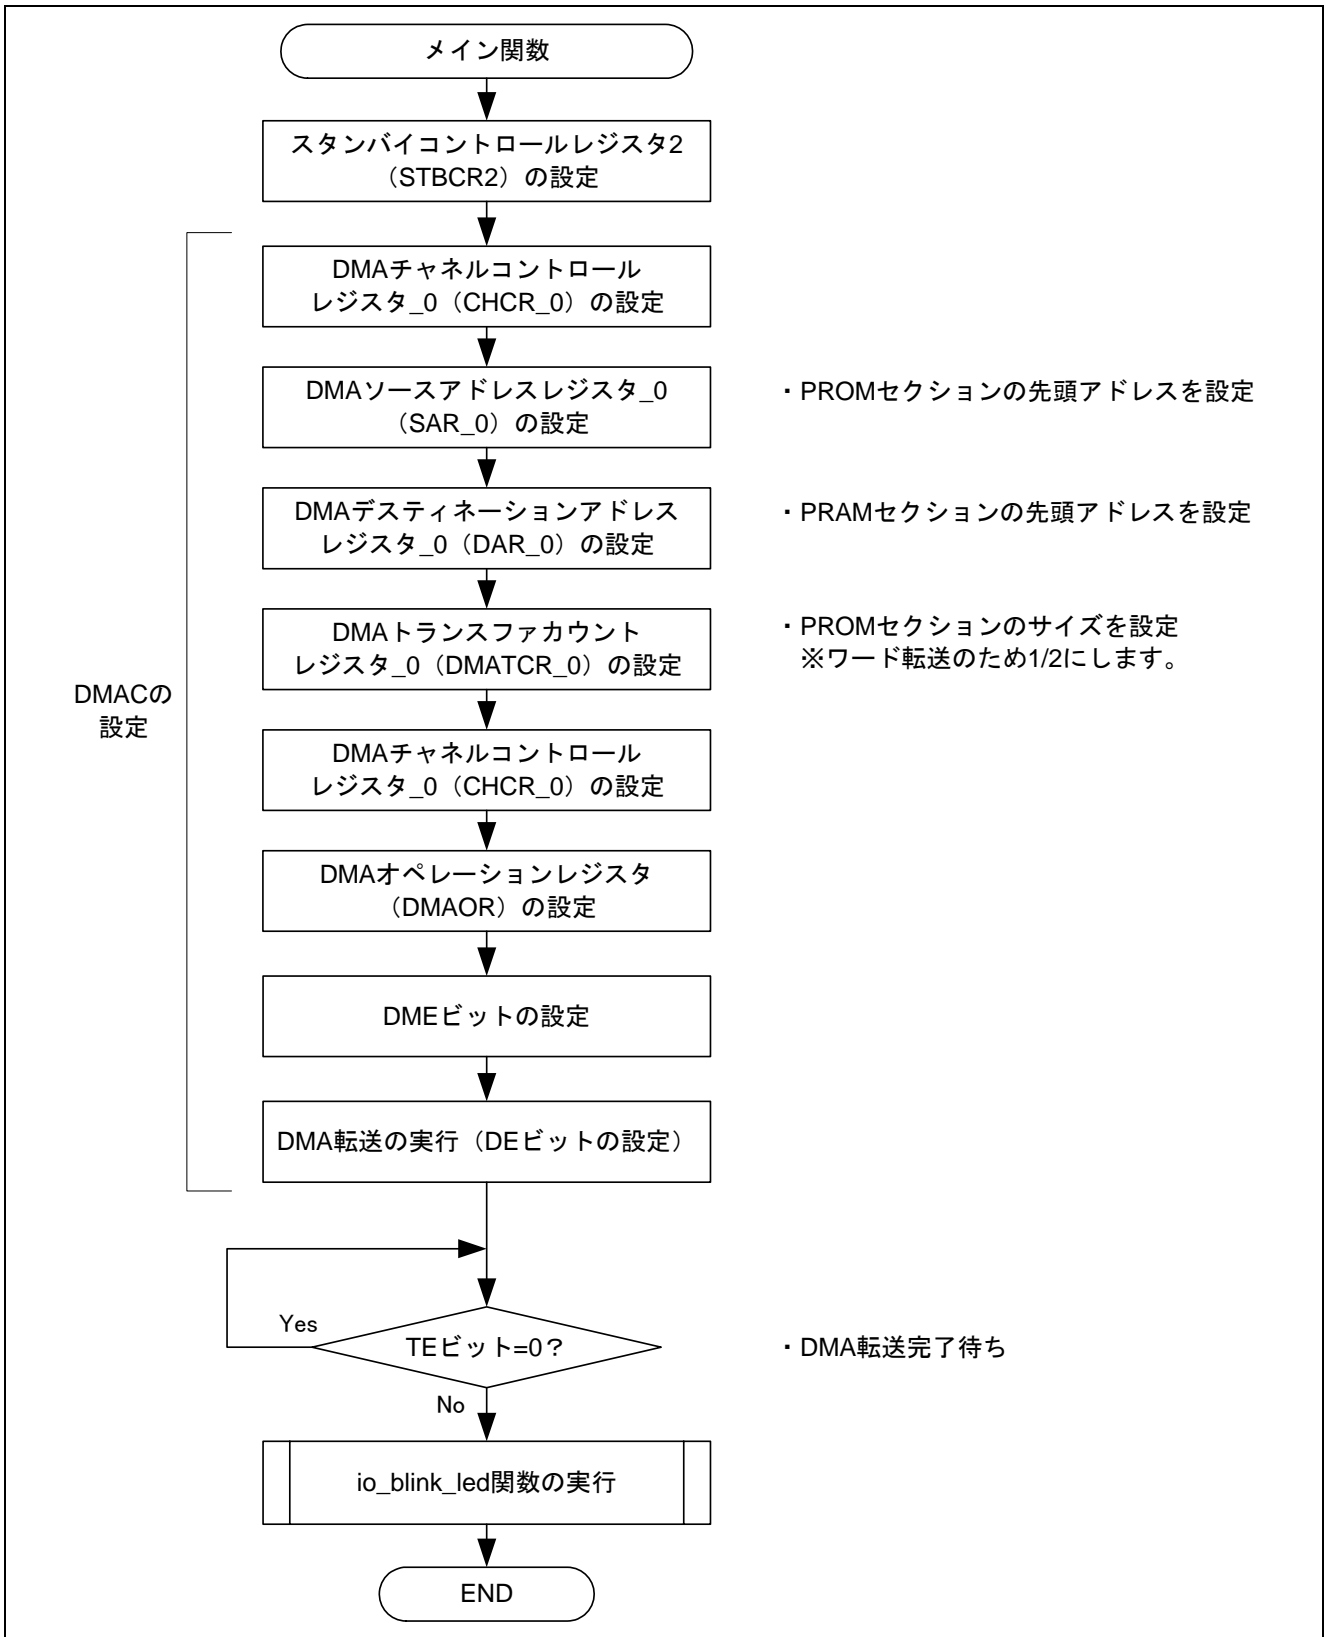 メイン関数
スタンバイコントロールレジスタ2
（STBCR2）の設定
DMAチャネルコントロール
レジスタ_0（CHCR_0）の設定
DMAソースアドレスレジスタ_0
（SAR_0）の設定
・PROMセクションの先頭アドレスを設定
DMAデスティネーションアドレス
レジスタ_0（DAR_0）の設定
・PRAMセクションの先頭アドレスを設定
DMAトランスファカウント
レジスタ_0（DMATCR_0）の設定
・PROMセクションのサイズを設定
※ワード転送のため1/2にします。
DMACの
設定
DMAチャネルコントロール
レジスタ_0（CHCR_0）の設定
DMAオペレーションレジスタ
（DMAOR）の設定
DMEビットの設定
DMA転送の実行（DEビットの設定）
Yes
TEビット=0？
・DMA転送完了待ち
No
io_blink_led関数の実行
END